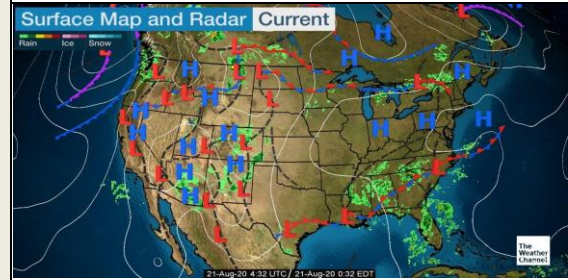 Surface Map and Radar Current
Rain Ice Snow
L L H H
L H L L H H
L L H L
H L
L H H H H
H L H L
L H H L
L H L L
L L L
L
21-Aug-20 4:32 UTC / 21-Aug-20 0:32 EDT
The
Weather
Channel